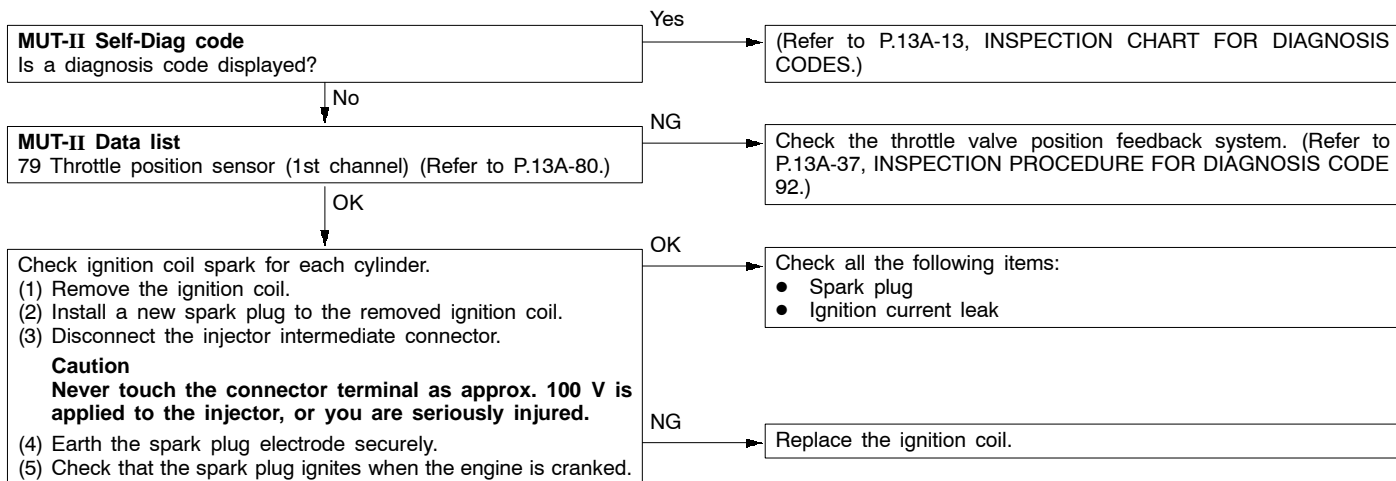 MUT-II Self-Diag code
Is a diagnosis code displayed?
Yes
(Refer to P.13A-13, INSPECTION CHART FOR DIAGNOSIS
CODES.)
No
MUT-II Data list
79 Throttle position sensor (1st channel) (Refer to P.13A-80.)
NG
Check the throttle valve position feedback system. (Refer to
P.13A-37, INSPECTION PROCEDURE FOR DIAGNOSIS CODE
92.)
OK
Check ignition coil spark for each cylinder.
(1) Remove the ignition coil.
(2) Install a new spark plug to the removed ignition coil.
(3) Disconnect the injector intermediate connector.
Caution
Never touch the connector terminal as approx. 100 V is
applied to the injector, or you are seriously injured.
(4) Earth the spark plug electrode securely.
(5) Check that the spark plug ignites when the engine is cranked.
OK
Check all the following items:
● Spark plug
● Ignition current leak
NG
Replace the ignition coil.